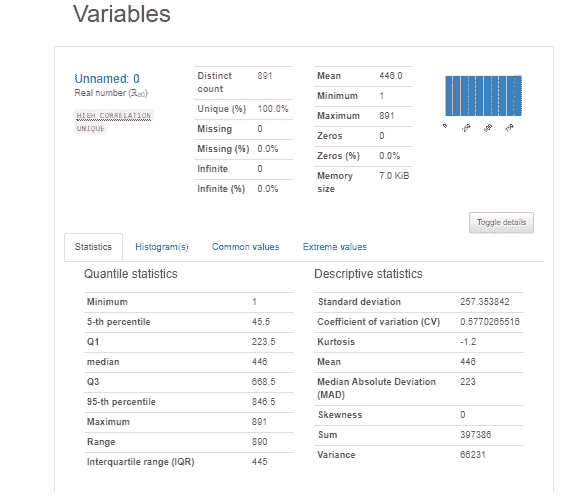 Variables
Unnamed: 0
Real number (ℝ≥0)
HIGH CORRELATION
UNIQUE
Distinct count 891
Unique (%) 100.0%
Missing 0
Missing (%) 0.0%
Infinite 0
Infinite (%) 0.0%
Mean 446.0
Minimum 1
Maximum 891
Zeros 0
Zeros (%) 0.0%
Memory size 7.0 KiB
0 250 500 750
Toggle details
Statistics Histogram(s) Common values Extreme values
Quantile statistics
Minimum 1
5-th percentile 45.5
Q1 223.5
median 446
Q3 668.5
95-th percentile 846.5
Maximum 891
Range 890
Interquartile range (IQR) 445
Descriptive statistics
Standard deviation 257.353842
Coefficient of variation (CV) 0.5770265516
Kurtosis -1.2
Mean 446
Median Absolute Deviation (MAD) 223
Skewness 0
Sum 397386
Variance 66231